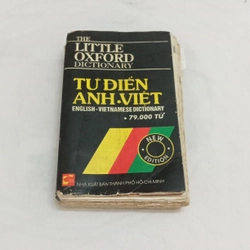 THE
LITTLE
OXFORD
DICTIONARY
TỪ ĐIỂN
ANH-VIỆT
ENGLISH-VIETNAMESE DICTIONARY
• 79.000 TỪ
NEW
EDITION
NHÀ XUẤT BẢN THÀNH PHỐ HỒ CHÍ MINH